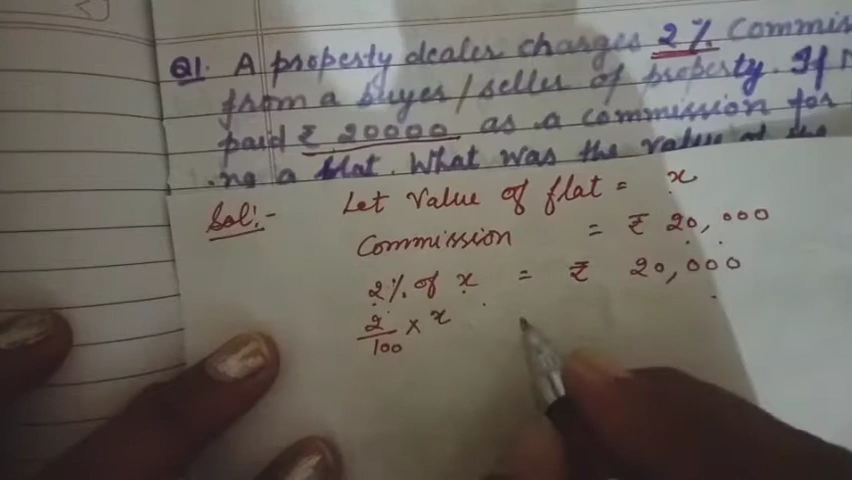 Q1. A property dealer charges 2%
from a buyer/seller of property. If
paid ₹ 20000 as a commission for
a flat. What was the value of the
Sol:- Let Value of flat = x
Commission = ₹ 20,000
2% of x = ₹ 20,000
2/100 × x